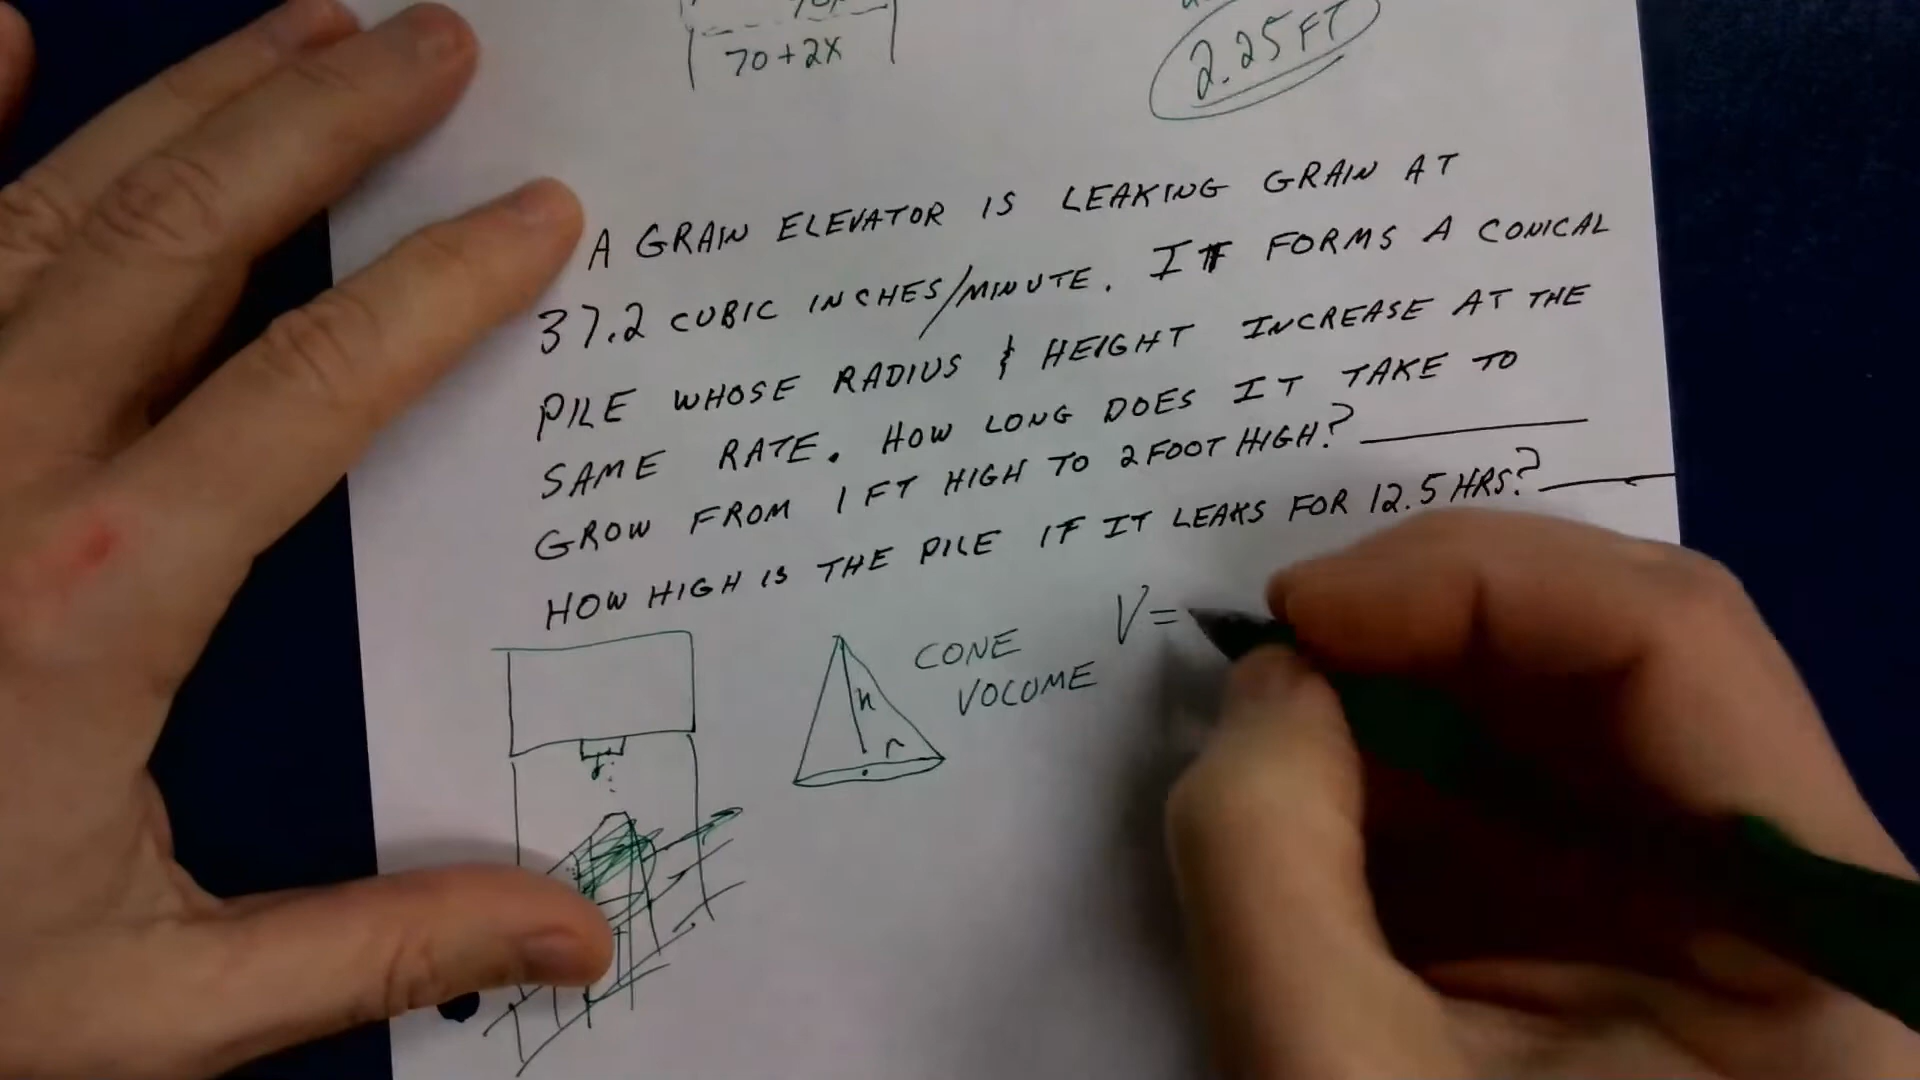 70+2X
2.25 FT
A GRAIN ELEVATOR IS LEAKING GRAIN AT
37.2 CUBIC INCHES/MINUTE. IT FORMS A CONICAL
PILE WHOSE RADIUS & HEIGHT INCREASE AT THE
SAME RATE. HOW LONG DOES IT TAKE TO
GROW FROM 1 FT HIGH TO 2 FOOT HIGH?
HOW HIGH IS THE PILE IF IT LEAKS FOR 12.5 HRS?
CONE
VOLUME
V=
h
r